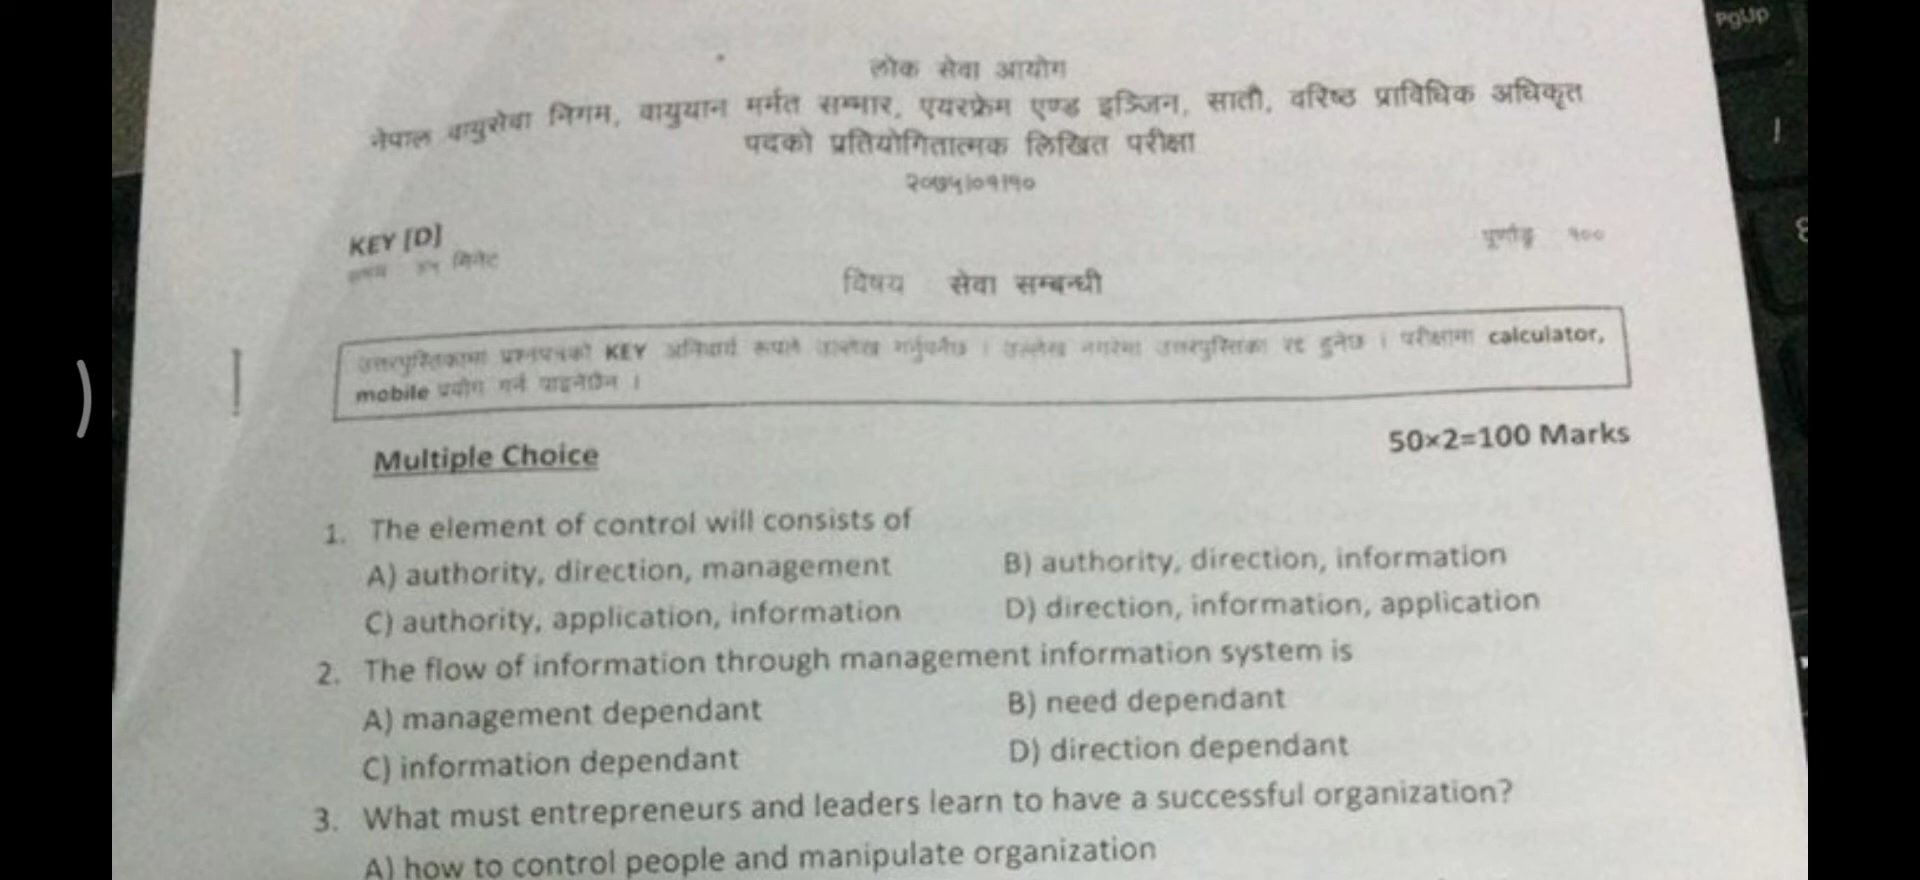 PgUp
लोक सेवा आयोग
नेपाल वायुसेवा निगम, वायुयान मर्मत सम्भार, एयरफ्रेम एण्ड इञ्जिन, सातौ, वरिष्ठ प्राविधिक अधिकृत
पदको प्रतियोगितात्मक लिखित परीक्षा
२०७५।०१।१०
KEY [D]
पूर्णाङ्क १००
मिनेट
विषय सेवा सम्बन्धी
उत्तरपुस्तिकामा प्रश्नपत्रको KEY अनिवार्य रूपले उल्लेख गर्नुपर्नेछ । उल्लेख नगरेमा उत्तरपुस्तिका रद्द हुनेछ । परीक्षामा calculator,
mobile प्रयोग गर्न पाइनेछैन ।
Multiple Choice 50×2=100 Marks
1. The element of control will consists of
A) authority, direction, management B) authority, direction, information
C) authority, application, information D) direction, information, application
2. The flow of information through management information system is
A) management dependant B) need dependant
C) information dependant D) direction dependant
3. What must entrepreneurs and leaders learn to have a successful organization?
A) how to control people and manipulate organization